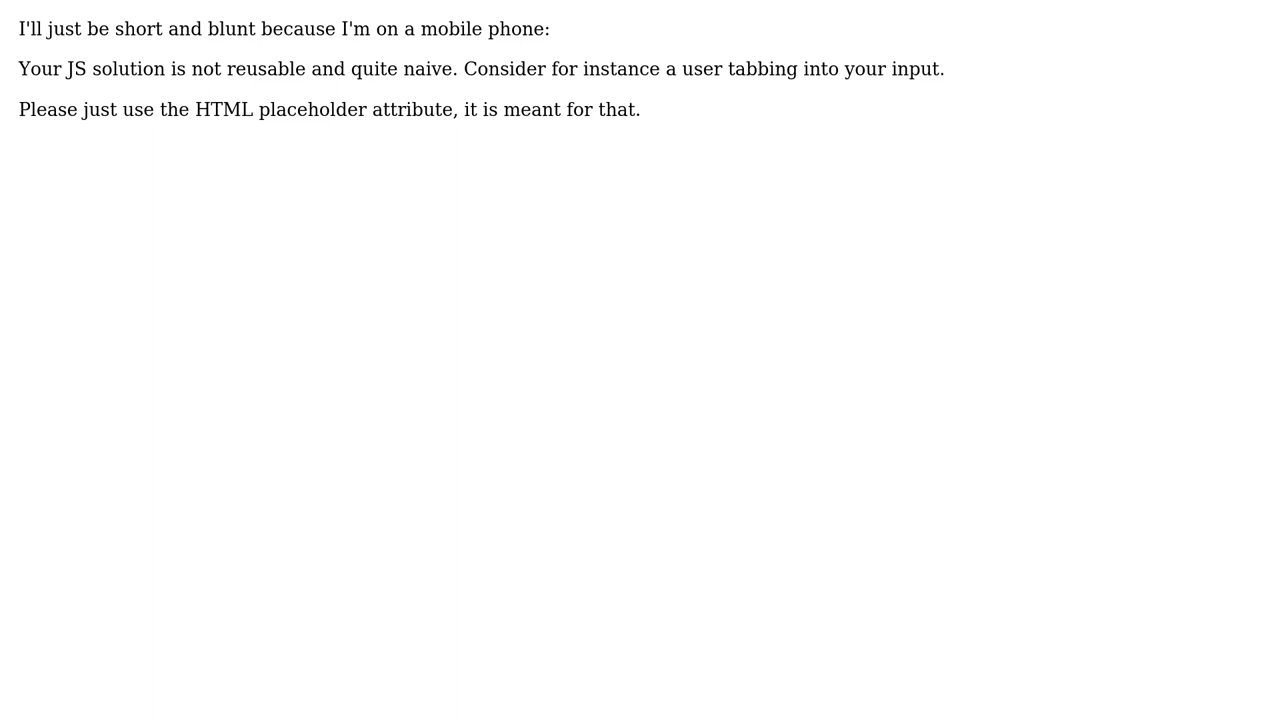 I'll just be short and blunt because I'm on a mobile phone:
Your JS solution is not reusable and quite naive. Consider for instance a user tabbing into your input.
Please just use the HTML placeholder attribute, it is meant for that.